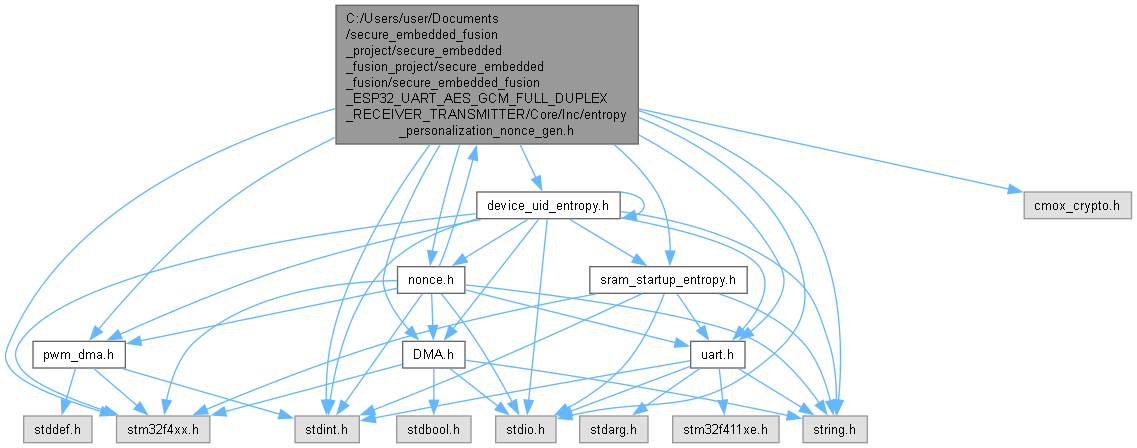 C:/Users/user/Documents
/secure_embedded_fusion
_project/secure_embedded
_fusion_project/secure_embedded
_fusion/secure_embedded_fusion
_ESP32_UART_AES_GCM_FULL_DUPLEX
_RECEIVER_TRANSMITTER/Core/Inc/entropy
_personalization_nonce_gen.h
device_uid_entropy.h
cmox_crypto.h
nonce.h
sram_startup_entropy.h
pwm_dma.h
DMA.h
uart.h
stddef.h
stm32f4xx.h
stdint.h
stdbool.h
stdio.h
stdarg.h
stm32f411xe.h
string.h